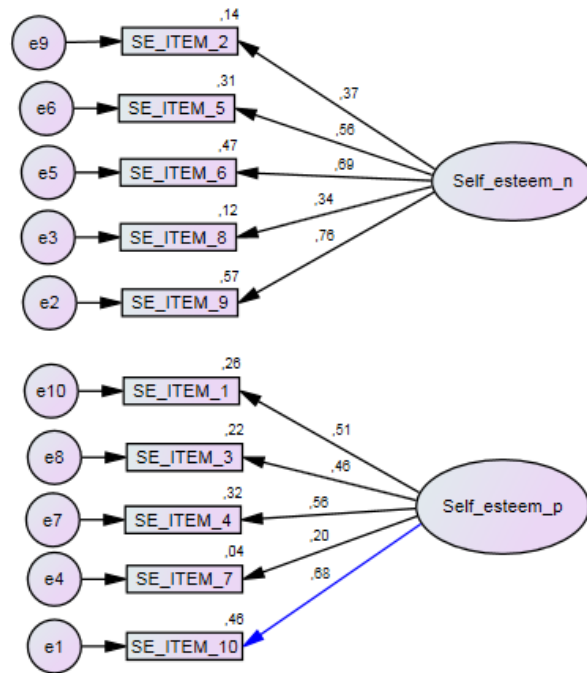 ,14
e9 SE_ITEM_2
,37
,31
e6 SE_ITEM_5
,56
,47
e5 SE_ITEM_6
,69
Self_esteem_n
,12
,34
e3 SE_ITEM_8
,76
,57
e2 SE_ITEM_9
,26
e10 SE_ITEM_1
,51
,22
e8 SE_ITEM_3
,46
,32
e7 SE_ITEM_4
,56
Self_esteem_p
,04
,20
e4 SE_ITEM_7
,68
,46
e1 SE_ITEM_10